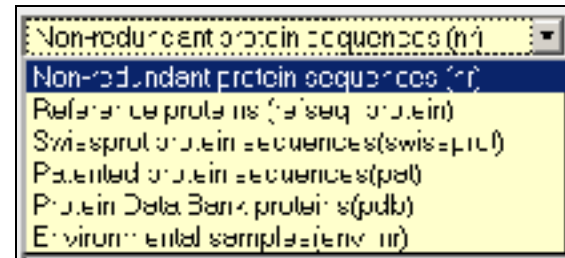 Non-redundant protein sequences (nr)
Non-redundant protein sequences (nr)
Reference proteins (refseq_protein)
Swissprot protein sequences(swissprot)
Patented protein sequences(pat)
Protein Data Bank proteins(pdb)
Environmental samples(env_nr)